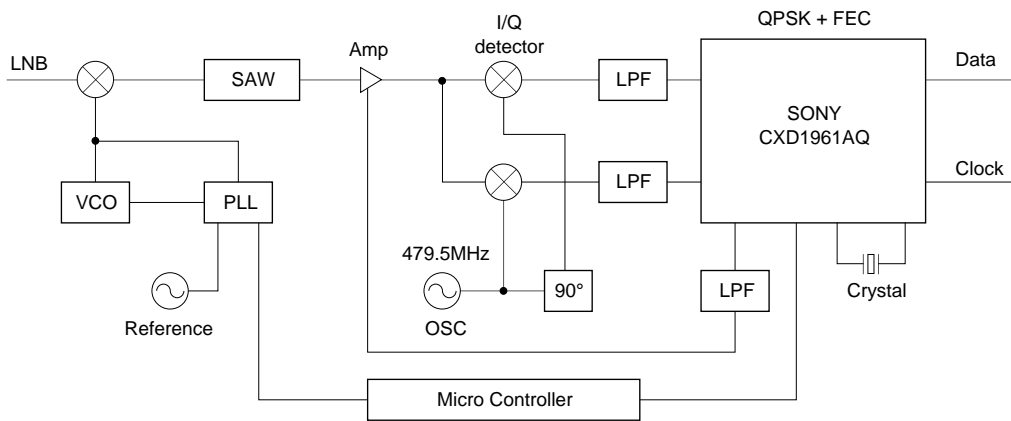 QPSK + FEC
I/Q
detector
Amp
LNB
SAW
LPF
Data
SONY
CXD1961AQ
LPF
Clock
VCO
PLL
479.5MHz
90°
LPF
Crystal
OSC
Reference
Micro Controller